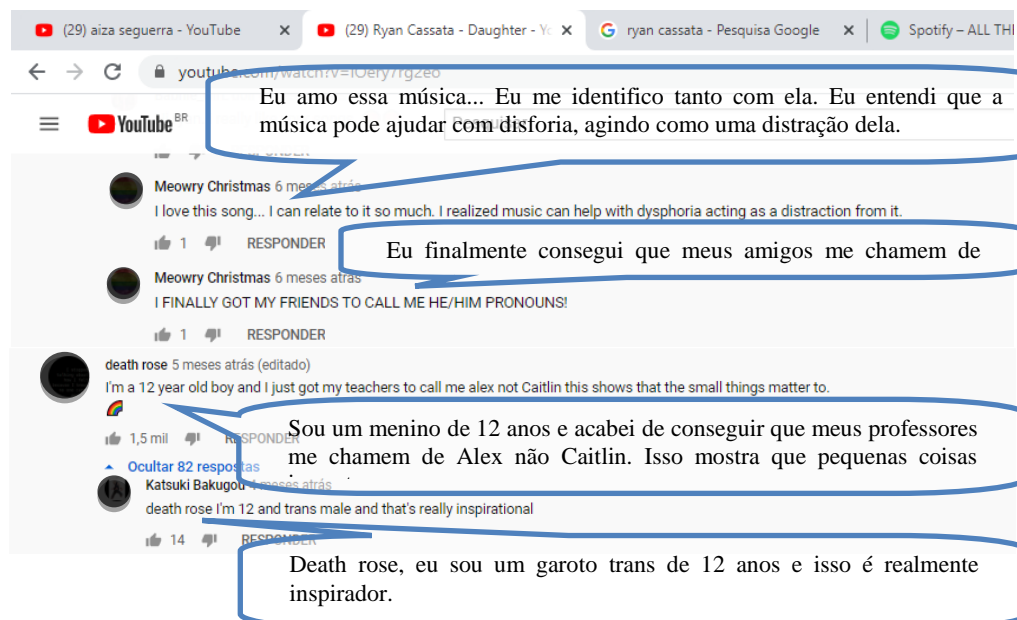 (29) aiza seguerra - YouTube
(29) Ryan Cassata - Daughter - Yo
ryan cassata - Pesquisa Google
Spotify – ALL THI
Eu amo essa música... Eu me identifico tanto com ela. Eu entendi que a
música pode ajudar com disforia, agindo como uma distração dela.
YouTube BR
Meowry Christmas 6 meses atrás
I love this song... I can relate to it so much. I realized music can help with dysphoria acting as a distraction from it.
1 RESPONDER
Eu finalmente consegui que meus amigos me chamem de
Meowry Christmas 6 meses atrás
I FINALLY GOT MY FRIENDS TO CALL ME HE/HIM PRONOUNS!
1 RESPONDER
death rose 5 meses atrás (editado)
I'm a 12 year old boy and I just got my teachers to call me alex not Caitlin this shows that the small things matter to.
Sou um menino de 12 anos e acabei de conseguir que meus professores
me chamem de Alex não Caitlin. Isso mostra que pequenas coisas
1,5 mil RESPONDER
Ocultar 82 respostas
Katsuki Bakugou 4 meses atrás
death rose I'm 12 and trans male and that's really inspirational
14 RESPONDER
Death rose, eu sou um garoto trans de 12 anos e isso é realmente
inspirador.